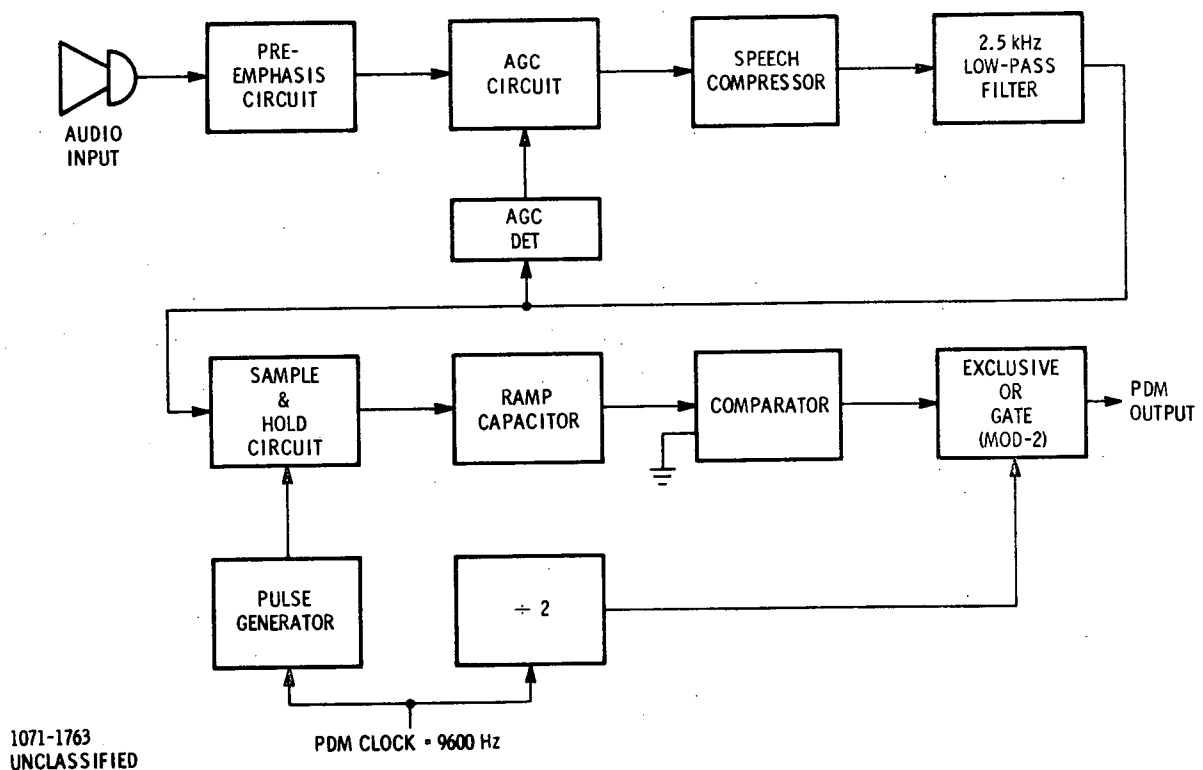 PRE-
EMPHASIS
CIRCUIT
AGC
CIRCUIT
SPEECH
COMPRESSOR
2.5 kHz
LOW-PASS
FILTER
AUDIO
INPUT
AGC
DET
SAMPLE
&
HOLD
CIRCUIT
RAMP
CAPACITOR
COMPARATOR
EXCLUSIVE
OR
GATE
(MOD-2)
PDM
OUTPUT
PULSE
GENERATOR
÷ 2
PDM CLOCK = 9600 Hz
1071-1763
UNCLASSIFIED